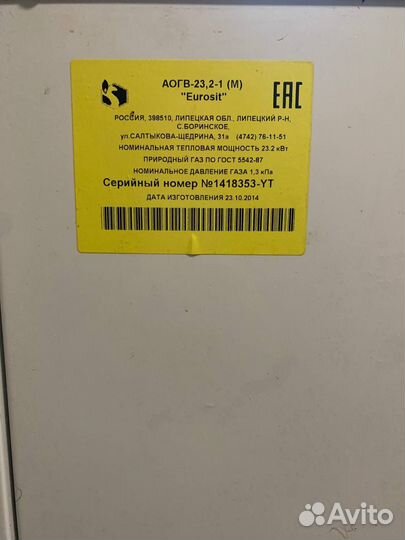 АОГВ-23,2-1 (М)
"Eurosit"
EAC
РОССИЯ, 398510, ЛИПЕЦКАЯ ОБЛ., ЛИПЕЦКИЙ Р-Н,
С.БОРИНСКОЕ,
ул.САЛТЫКОВА-ЩЕДРИНА, 31а (4742) 76-11-51
НОМИНАЛЬНАЯ ТЕПЛОВАЯ МОЩНОСТЬ 23.2 кВт
ПРИРОДНЫЙ ГАЗ ПО ГОСТ 5542-87
НОМИНАЛЬНОЕ ДАВЛЕНИЕ ГАЗА 1,3 кПа
Серийный номер №1418353-YT
ДАТА ИЗГОТОВЛЕНИЯ 23.10.2014
Avito